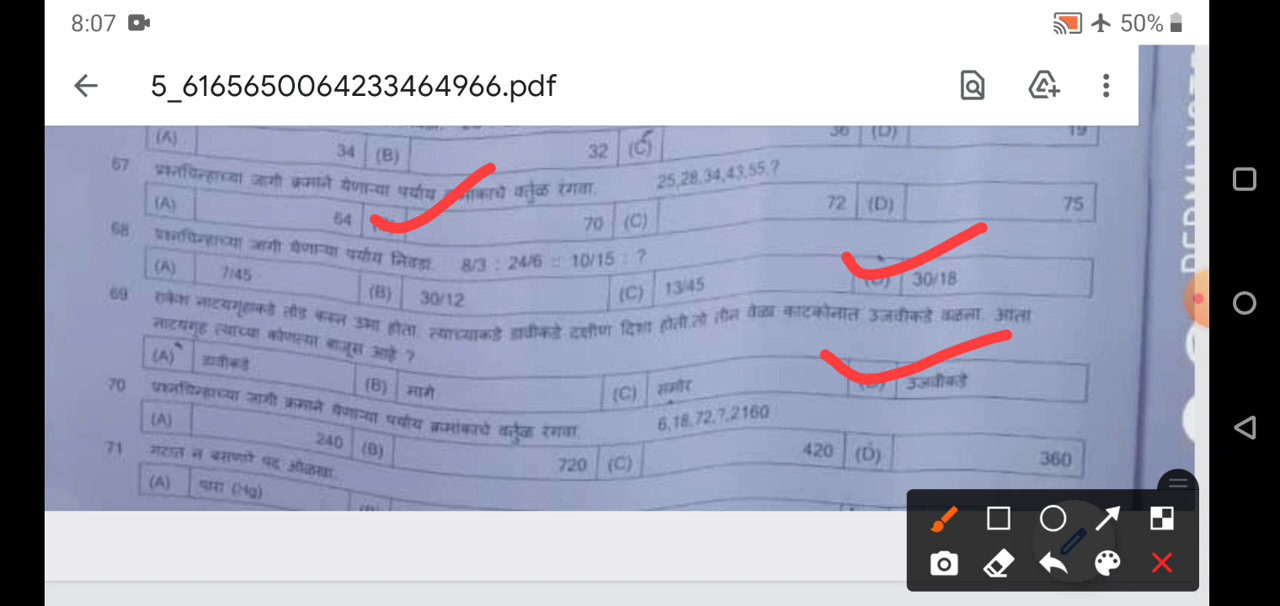 8:07
50%
5_6165650064233464966.pdf
(A) 34 (B) 32 (C) 36 (D) 19
67 प्रश्नचिन्हाच्या जागी क्रमाने येणाऱ्या पर्याय क्रमांकाचे वर्तुळ रंगवा. 25,28,34,43,55,?
(A) 64 70 (C) 72 (D) 75
68 प्रश्नचिन्हाच्या जागी येणाऱ्या पर्याय निवडा. 8/3 : 24/6 :: 10/15 : ?
(A) 7/45 (B) 30/12 (C) 13/45 (D) 30/18
69 राकेश नाटयगृहाकडे तोंड करून उभा होता. त्याच्याकडे डावीकडे दक्षीण दिशा होती.तो तीन वेळा काटकोनात उजवीकडे वळला. आता
नाटयगृह त्याच्या कोणत्या बाजूस आहे ?
(A) डावीकडे (B) मागे (C) समोर (D) उजवीकडे
70 प्रश्नचिन्हाच्या जागी क्रमाने येणाऱ्या पर्याय क्रमांकाचे वर्तुळ रंगवा. 6,18,72,?,2160
(A) 240 (B) 720 (C) 420 (D) 360
71 गटात न बसणारे पद ओळखा.
(A) पारा (Hg)